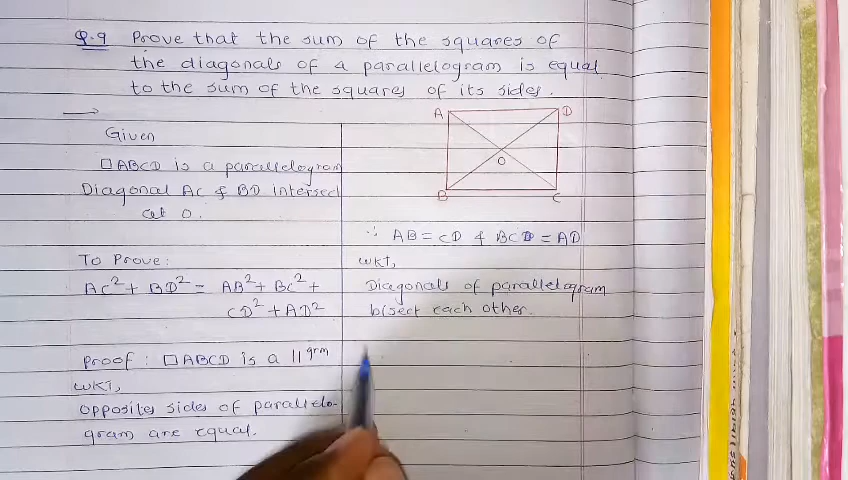 Q.9 Prove that the sum of the squares of
the diagonals of a parallelogram is equal
to the sum of the squares of its sides.
A D
O
B C
Given
□ABCD is a parallelogram
Diagonal AC & BD intersect
at O.
To Prove:
AC² + BD² = AB² + BC² +
CD² + AD²
Proof : □ABCD is a ||grm
WKT,
opposites sides of parallelo-
gram are equal.
∴ AB = CD & BC = AD
WKT,
Diagonals of parallelogram
bisect each other.